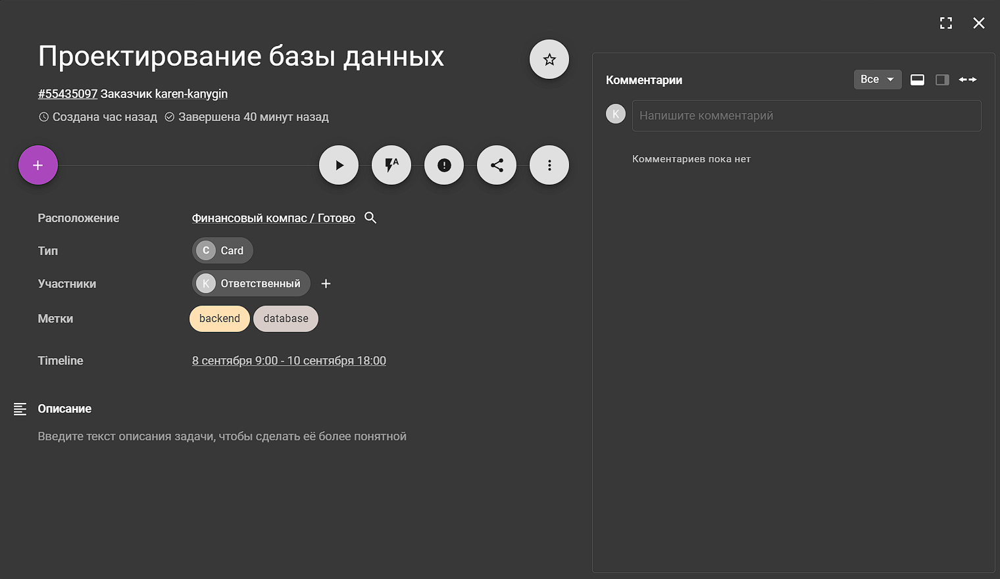 Проектирование базы данных
#55435097 Заказчик karen-kanygin
Создана час назад Завершена 40 минут назад
A
Расположение Финансовый компас / Готово
Тип C Card
Участники K Ответственный
Метки backend database
Timeline 8 сентября 9:00 - 10 сентября 18:00
Описание
Введите текст описания задачи, чтобы сделать её более понятной
Комментарии Все
K Напишите комментарий
Комментариев пока нет